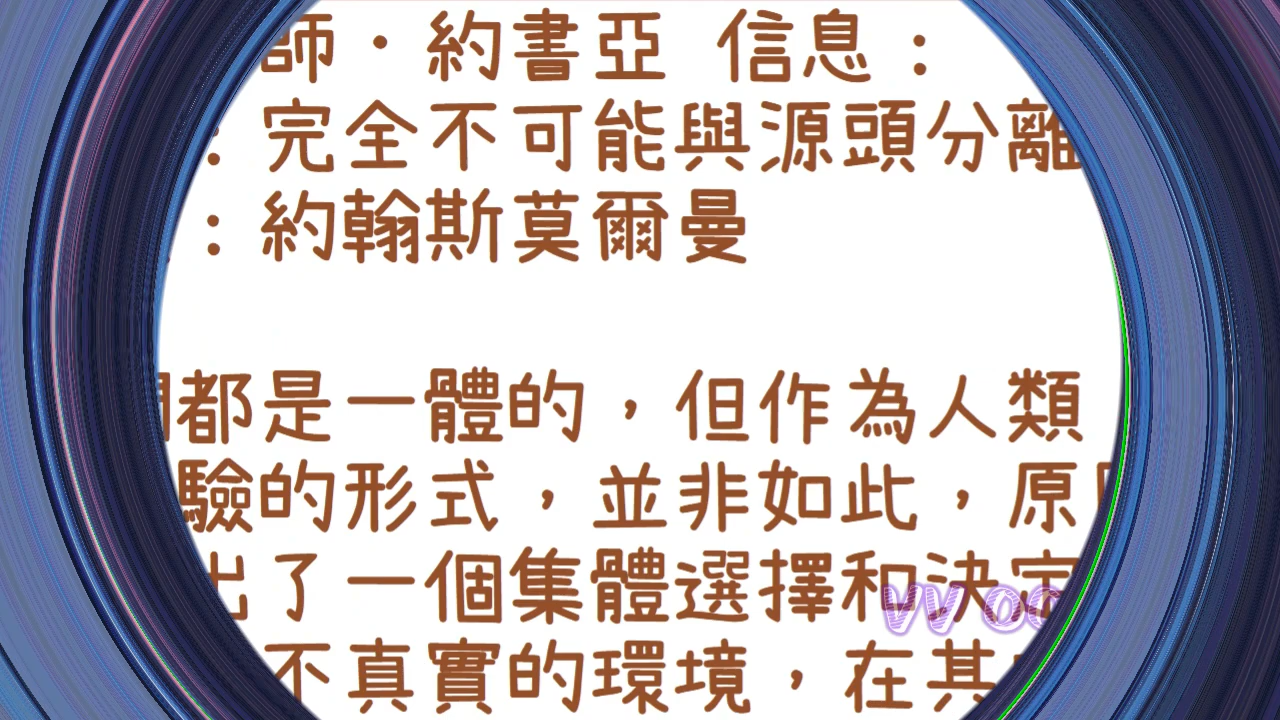 師・約書亞 信息：
：完全不可能與源頭分離
：約翰斯莫爾曼
都是一體的，但作為人類
驗的形式，並非如此，原
出了一個集體選擇和決定
不真實的環境，在其